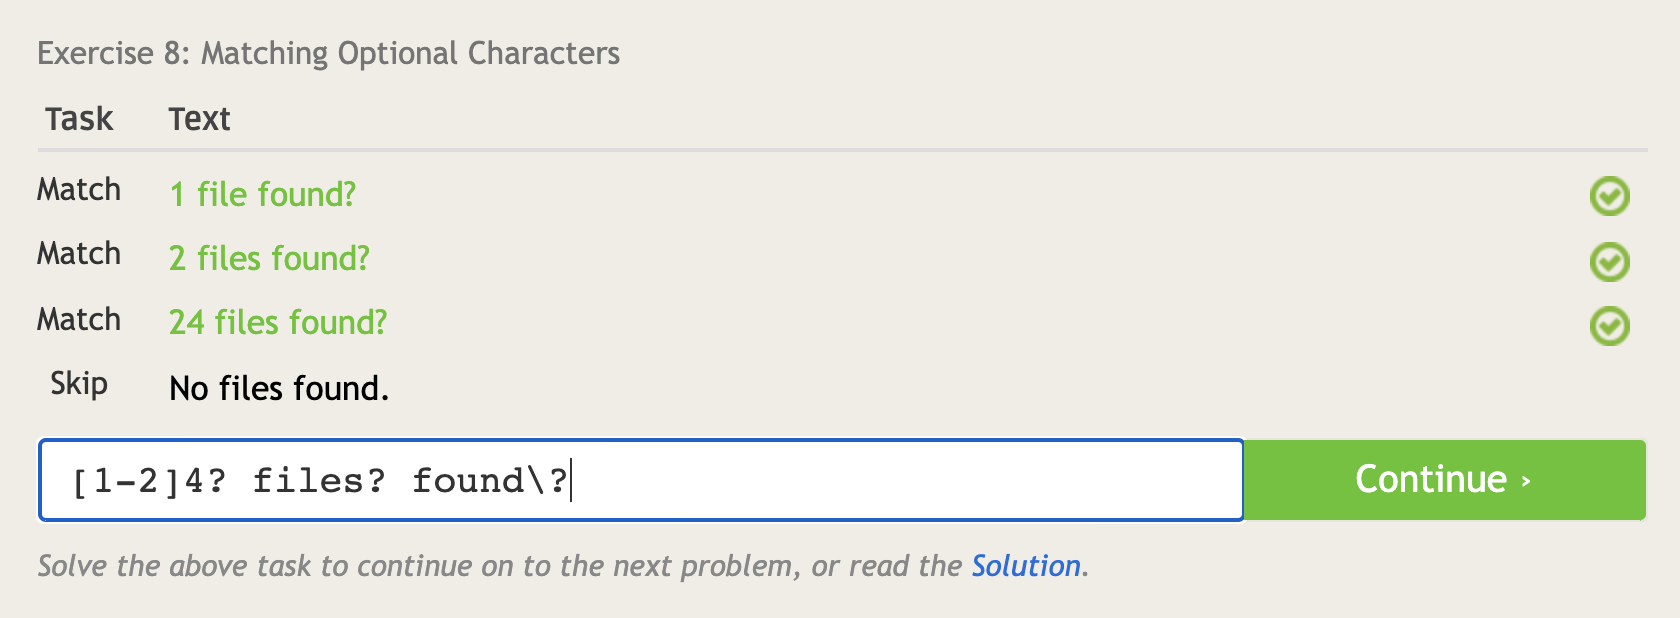 Exercise 8: Matching Optional Characters
Task Text
Match 1 file found?
Match 2 files found?
Match 24 files found?
Skip No files found.
[1-2]4? files? found\?
Continue ›
Solve the above task to continue on to the next problem, or read the Solution.